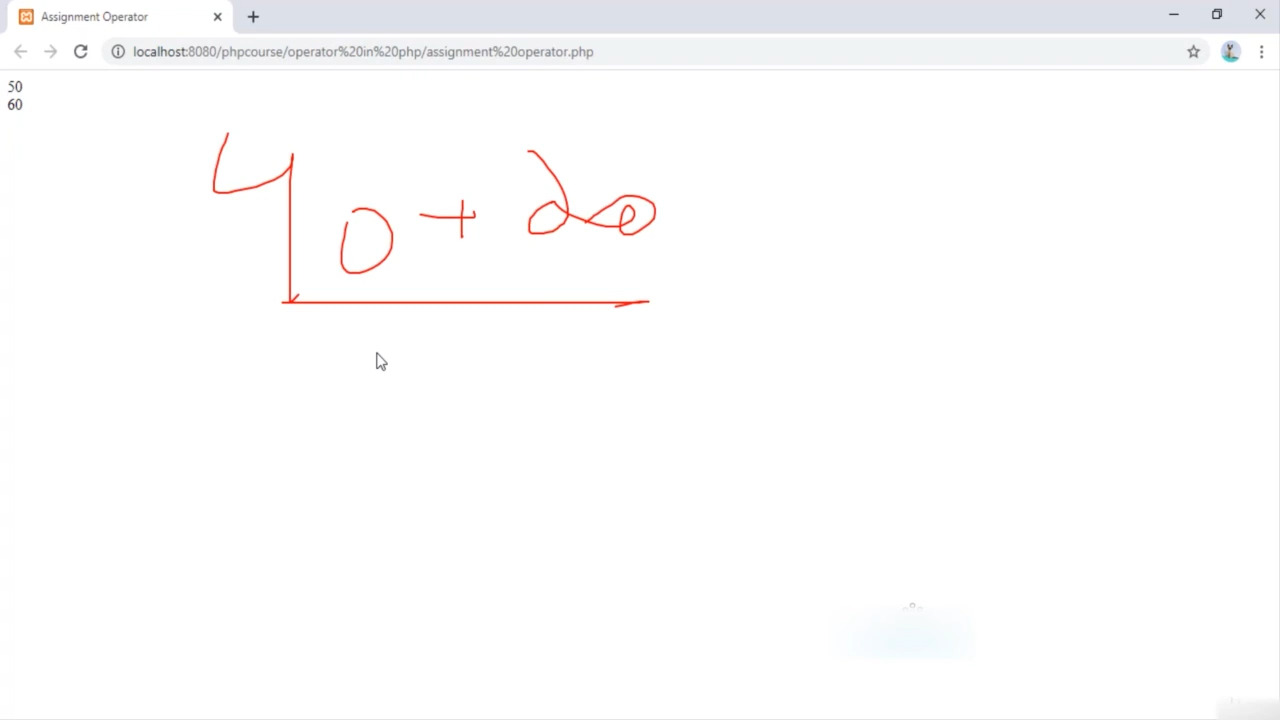 Assignment Operator
localhost:8080/phpcourse/operator%20in%20php/assignment%20operator.php
50
60
40 + 20